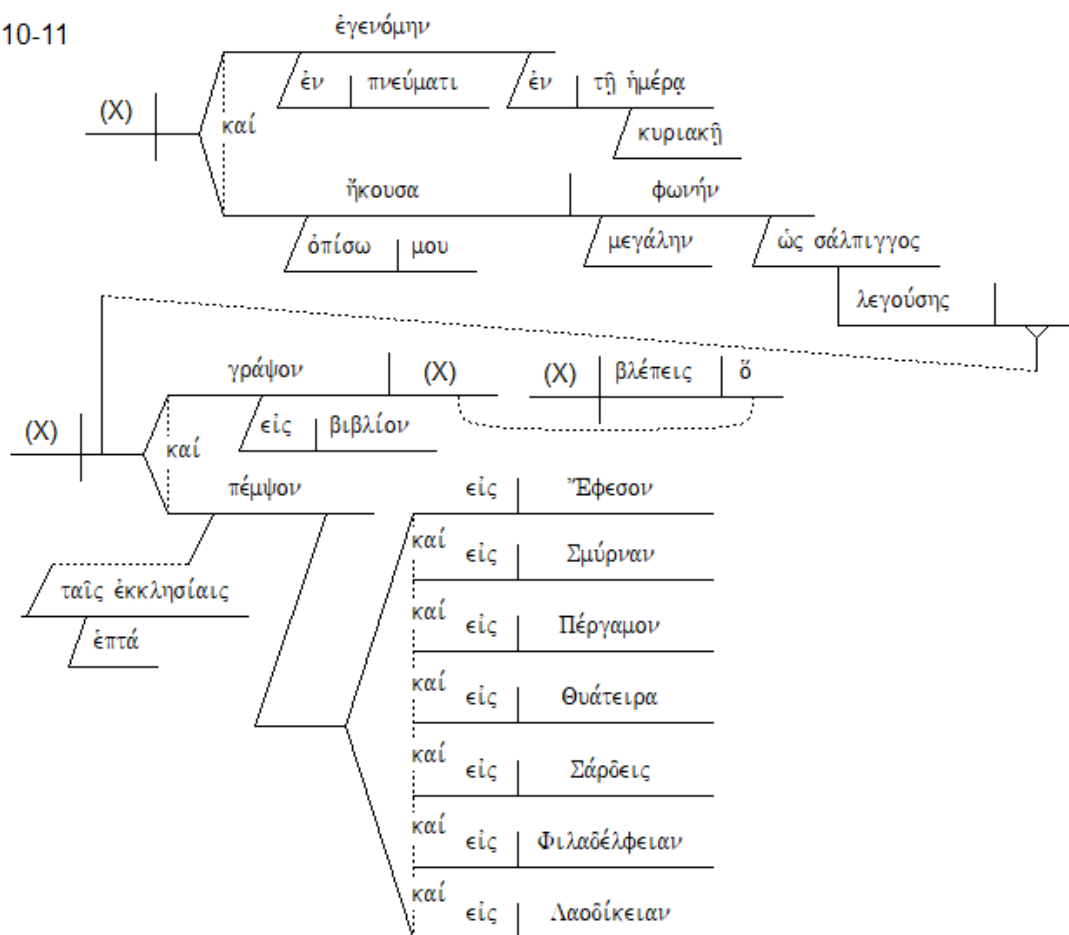 10-11
ἐγενόμην
ἐν πνεύματι ἐν τῇ ἡμέρᾳ
(X) καί κυριακῇ
ἤκουσα φωνήν
ὀπίσω μου μεγάλην ὡς σάλπιγγος
λεγούσης
γράψον (X) (X) βλέπεις ὅ
(X) καί εἰς βιβλίον
πέμψον εἰς Ἔφεσον
καί εἰς Σμύρναν
ταῖς ἐκκλησίαις
καί εἰς Πέργαμον
ἑπτά
καί εἰς Θυάτειρα
καί εἰς Σάρδεις
καί εἰς Φιλαδέλφειαν
καί εἰς Λαοδίκειαν